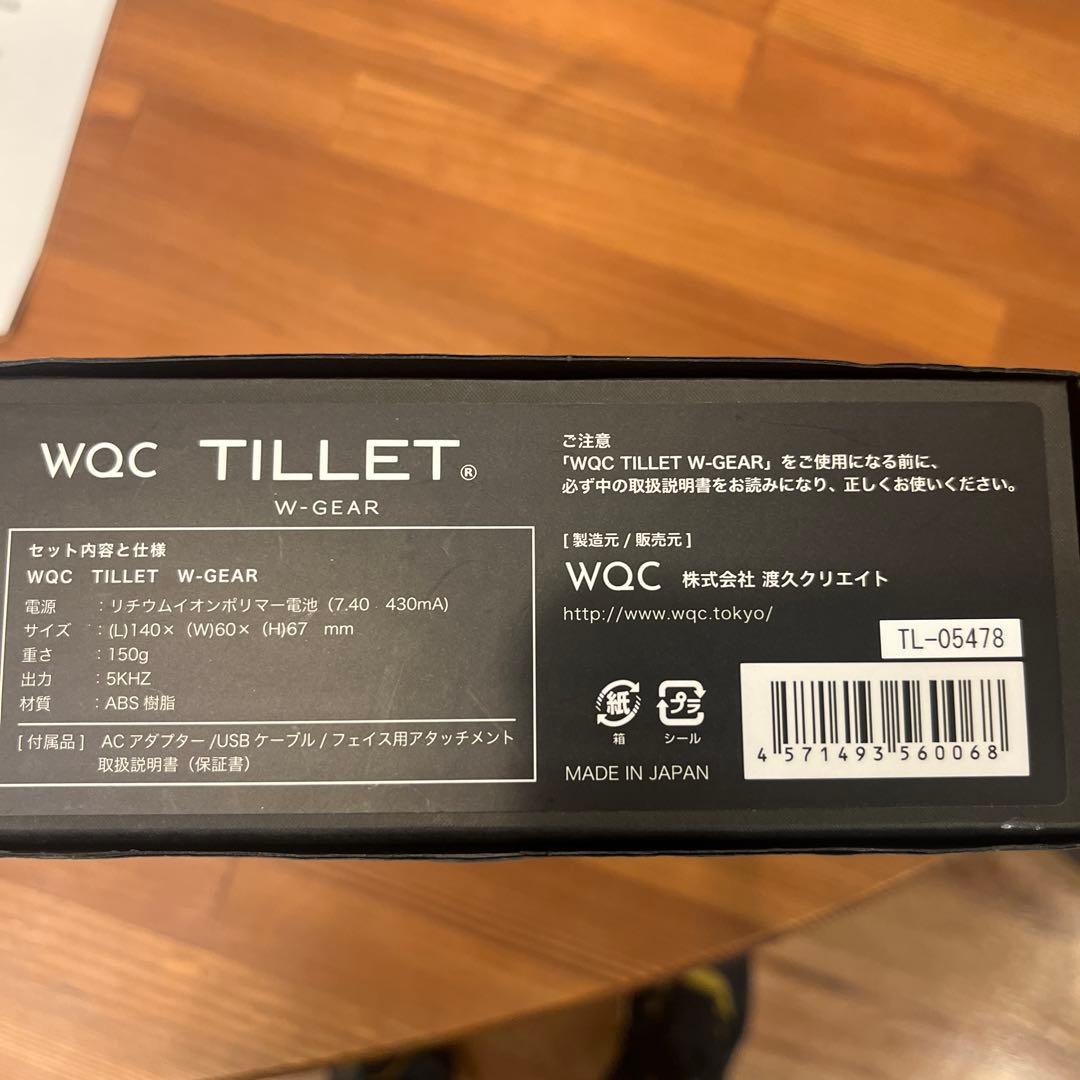 WQC TILLET®
W-GEAR
セット内容と仕様
WQC TILLET W-GEAR
電源 :リチウムイオンポリマー電池(7.40 430mA)
サイズ :(L)140×(W)60×(H)67 mm
重さ :150g
出力 :5KHZ
材質 :ABS樹脂
[付属品] ACアダプター/USBケーブル/フェイス用アタッチメント
取扱説明書(保証書)
ご注意
「WQC TILLET W-GEAR」をご使用になる前に、
必ず中の取扱説明書をお読みになり、正しくお使いください。
[製造元/販売元]
WQC 株式会社 渡久クリエイト
http://www.wqc.tokyo/
TL-05478
紙 プラ
箱 シール
MADE IN JAPAN
4 571493 560068